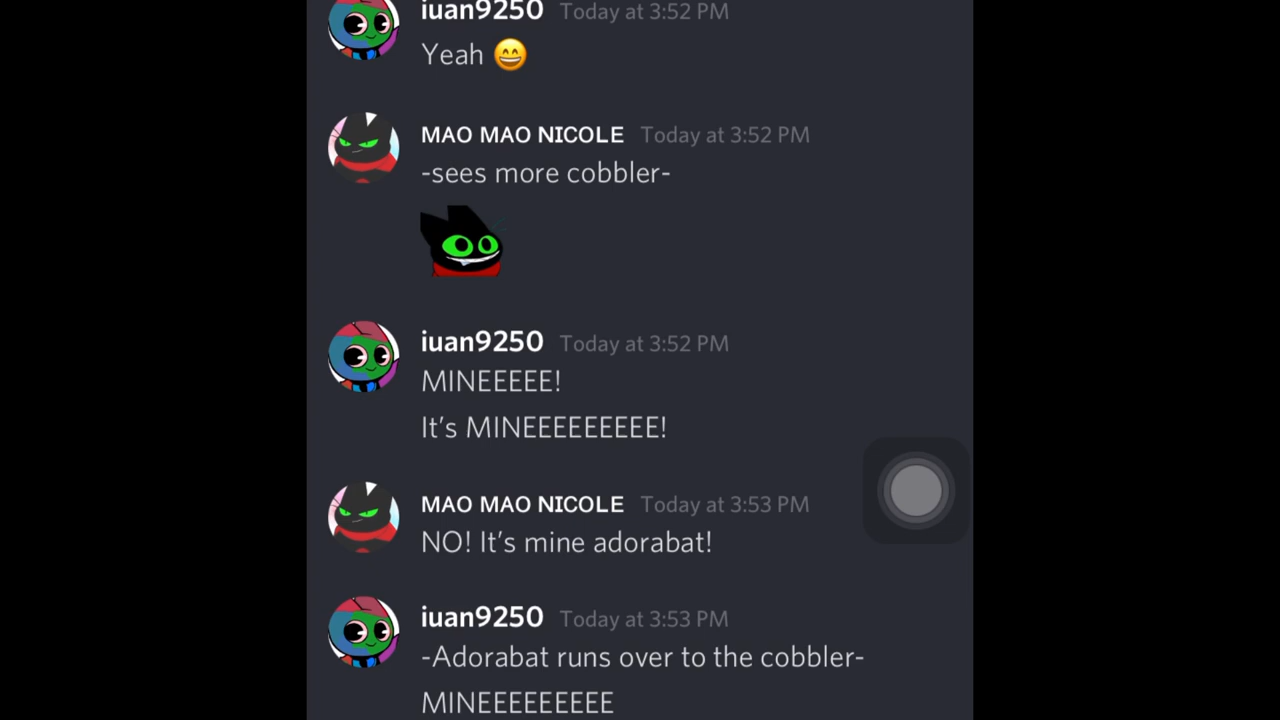 iuan9250 Today at 3:52 PM
Yeah 😄
MAO MAO NICOLE Today at 3:52 PM
-sees more cobbler-
iuan9250 Today at 3:52 PM
MINEEEEE!
It’s MINEEEEEEEEE!
MAO MAO NICOLE Today at 3:53 PM
NO! It’s mine adorabat!
iuan9250 Today at 3:53 PM
-Adorabat runs over to the cobbler-
MINEEEEEEEEE